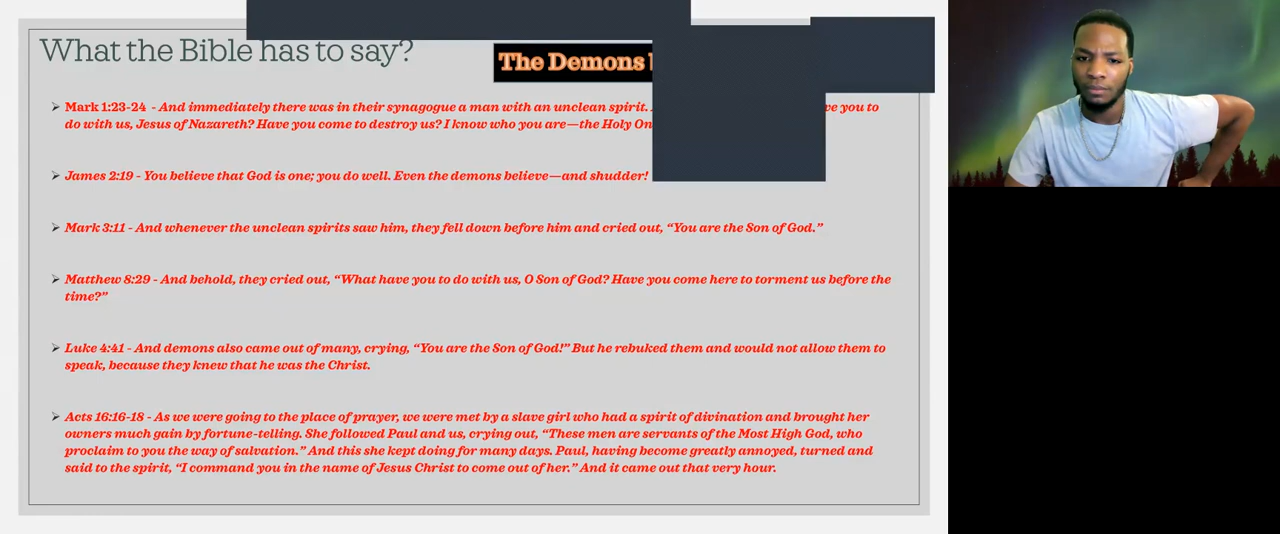 What the Bible has to say?
The Demons
Mark 1:23-24 - And immediately there was in their synagogue a man with an unclean spirit. ve you to
do with us, Jesus of Nazareth? Have you come to destroy us? I know who you are—the Holy On
James 2:19 - You believe that God is one; you do well. Even the demons believe—and shudder!
Mark 3:11 - And whenever the unclean spirits saw him, they fell down before him and cried out, “You are the Son of God.”
Matthew 8:29 - And behold, they cried out, “What have you to do with us, O Son of God? Have you come here to torment us before the
time?”
Luke 4:41 - And demons also came out of many, crying, “You are the Son of God!” But he rebuked them and would not allow them to
speak, because they knew that he was the Christ.
Acts 16:16-18 - As we were going to the place of prayer, we were met by a slave girl who had a spirit of divination and brought her
owners much gain by fortune-telling. She followed Paul and us, crying out, “These men are servants of the Most High God, who
proclaim to you the way of salvation.” And this she kept doing for many days. Paul, having become greatly annoyed, turned and
said to the spirit, “I command you in the name of Jesus Christ to come out of her.” And it came out that very hour.